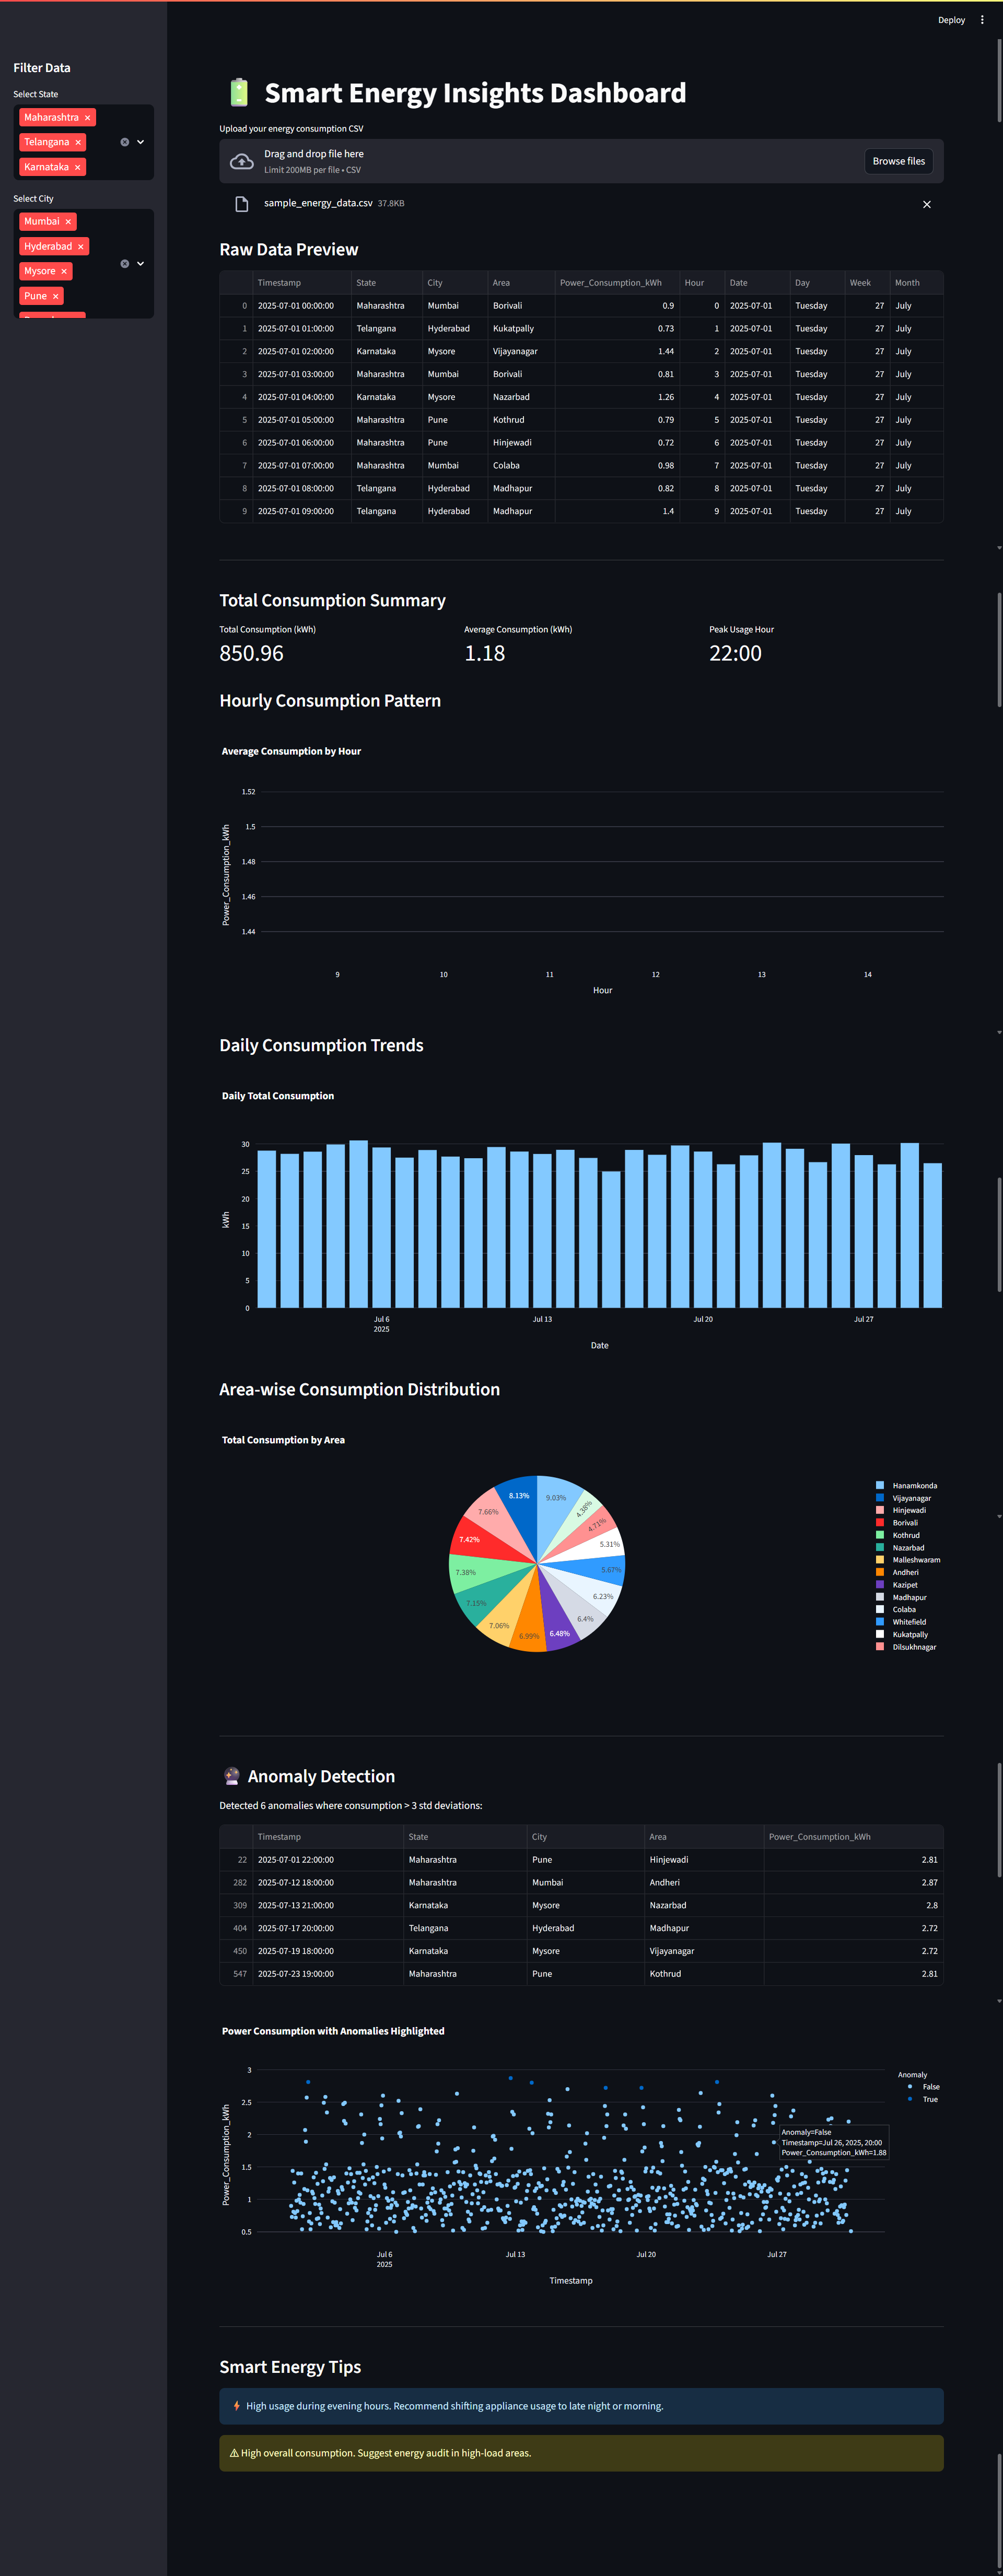 Deploy
Filter Data
Select State
Maharashtra ×
Telangana ×
Karnataka ×
Select City
Mumbai ×
Hyderabad ×
Mysore ×
Pune ×
Smart Energy Insights Dashboard
Upload your energy consumption CSV
Drag and drop file here
Limit 200MB per file • CSV
Browse files
sample_energy_data.csv 37.8KB
Raw Data Preview
Timestamp State City Area Power_Consumption_kWh Hour Date Day Week Month
0 2025-07-01 00:00:00 Maharashtra Mumbai Borivali 0.9 0 2025-07-01 Tuesday 27 July
1 2025-07-01 01:00:00 Telangana Hyderabad Kukatpally 0.73 1 2025-07-01 Tuesday 27 July
2 2025-07-01 02:00:00 Karnataka Mysore Vijayanagar 1.44 2 2025-07-01 Tuesday 27 July
3 2025-07-01 03:00:00 Maharashtra Mumbai Borivali 0.81 3 2025-07-01 Tuesday 27 July
4 2025-07-01 04:00:00 Karnataka Mysore Nazarbad 1.26 4 2025-07-01 Tuesday 27 July
5 2025-07-01 05:00:00 Maharashtra Pune Kothrud 0.79 5 2025-07-01 Tuesday 27 July
6 2025-07-01 06:00:00 Maharashtra Pune Hinjewadi 0.72 6 2025-07-01 Tuesday 27 July
7 2025-07-01 07:00:00 Maharashtra Mumbai Colaba 0.98 7 2025-07-01 Tuesday 27 July
8 2025-07-01 08:00:00 Telangana Hyderabad Madhapur 0.82 8 2025-07-01 Tuesday 27 July
9 2025-07-01 09:00:00 Telangana Hyderabad Madhapur 1.4 9 2025-07-01 Tuesday 27 July
Total Consumption Summary
Total Consumption (kWh) Average Consumption (kWh) Peak Usage Hour
850.96 1.18 22:00
Hourly Consumption Pattern
Average Consumption by Hour
1.52
1.5
1.48
1.46
1.44
Power_Consumption_kWh
9 10 11 12 13 14
Hour
Daily Consumption Trends
Daily Total Consumption
30
25
20
15
10
5
0
kWh
Jul 6 Jul 13 Jul 20 Jul 27
2025
Date
Area-wise Consumption Distribution
Total Consumption by Area
9.03%
8.13%
7.66%
7.42%
7.38%
7.15%
7.06%
6.99%
6.48%
6.4%
6.23%
5.67%
5.31%
4.71%
4.38%
Hanamkonda
Vijayanagar
Hinjewadi
Borivali
Kothrud
Nazarbad
Malleshwaram
Andheri
Kazipet
Madhapur
Colaba
Whitefield
Kukatpally
Dilsukhnagar
Anomaly Detection
Detected 6 anomalies where consumption > 3 std deviations:
Timestamp State City Area Power_Consumption_kWh
22 2025-07-01 22:00:00 Maharashtra Pune Hinjewadi 2.81
282 2025-07-12 18:00:00 Maharashtra Mumbai Andheri 2.87
309 2025-07-13 21:00:00 Karnataka Mysore Nazarbad 2.8
404 2025-07-17 20:00:00 Telangana Hyderabad Madhapur 2.72
450 2025-07-19 18:00:00 Karnataka Mysore Vijayanagar 2.72
547 2025-07-23 19:00:00 Maharashtra Pune Kothrud 2.81
Power Consumption with Anomalies Highlighted
3
2.5
2
1.5
1
0.5
Power_Consumption_kWh
Anomaly
False
True
Anomaly=False
Timestamp=Jul 26, 2025, 20:00
Power_Consumption_kWh=1.88
Jul 6 Jul 13 Jul 20 Jul 27
2025
Timestamp
Smart Energy Tips
High usage during evening hours. Recommend shifting appliance usage to late night or morning.
High overall consumption. Suggest energy audit in high-load areas.